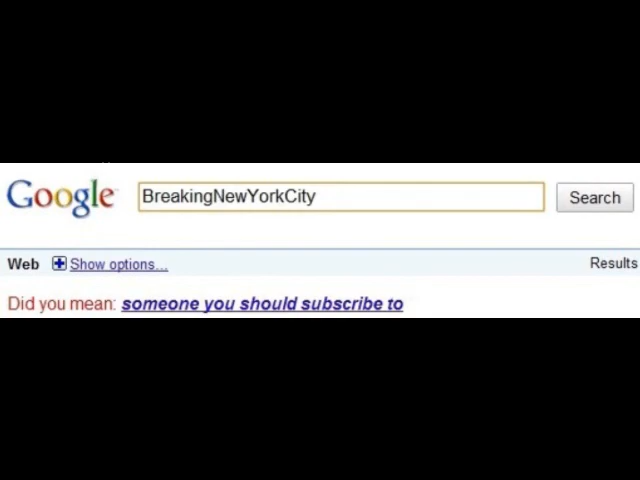 Google BreakingNewYorkCity Search
Web Show options... Results
Did you mean: someone you should subscribe to